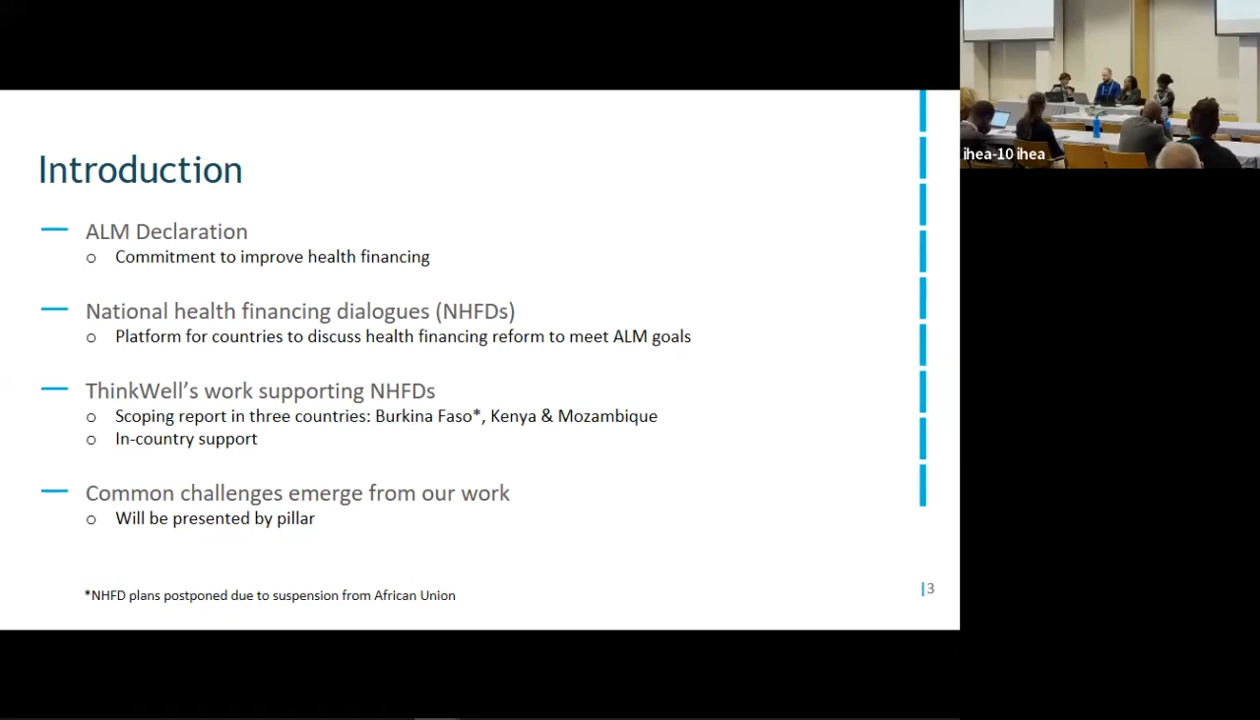 Introduction
ALM Declaration
o Commitment to improve health financing
National health financing dialogues (NHFDs)
o Platform for countries to discuss health financing reform to meet ALM goals
ThinkWell's work supporting NHFDs
o Scoping report in three countries: Burkina Faso*, Kenya & Mozambique
o In-country support
Common challenges emerge from our work
o Will be presented by pillar
*NHFD plans postponed due to suspension from African Union
|3
ihea-10 ihea